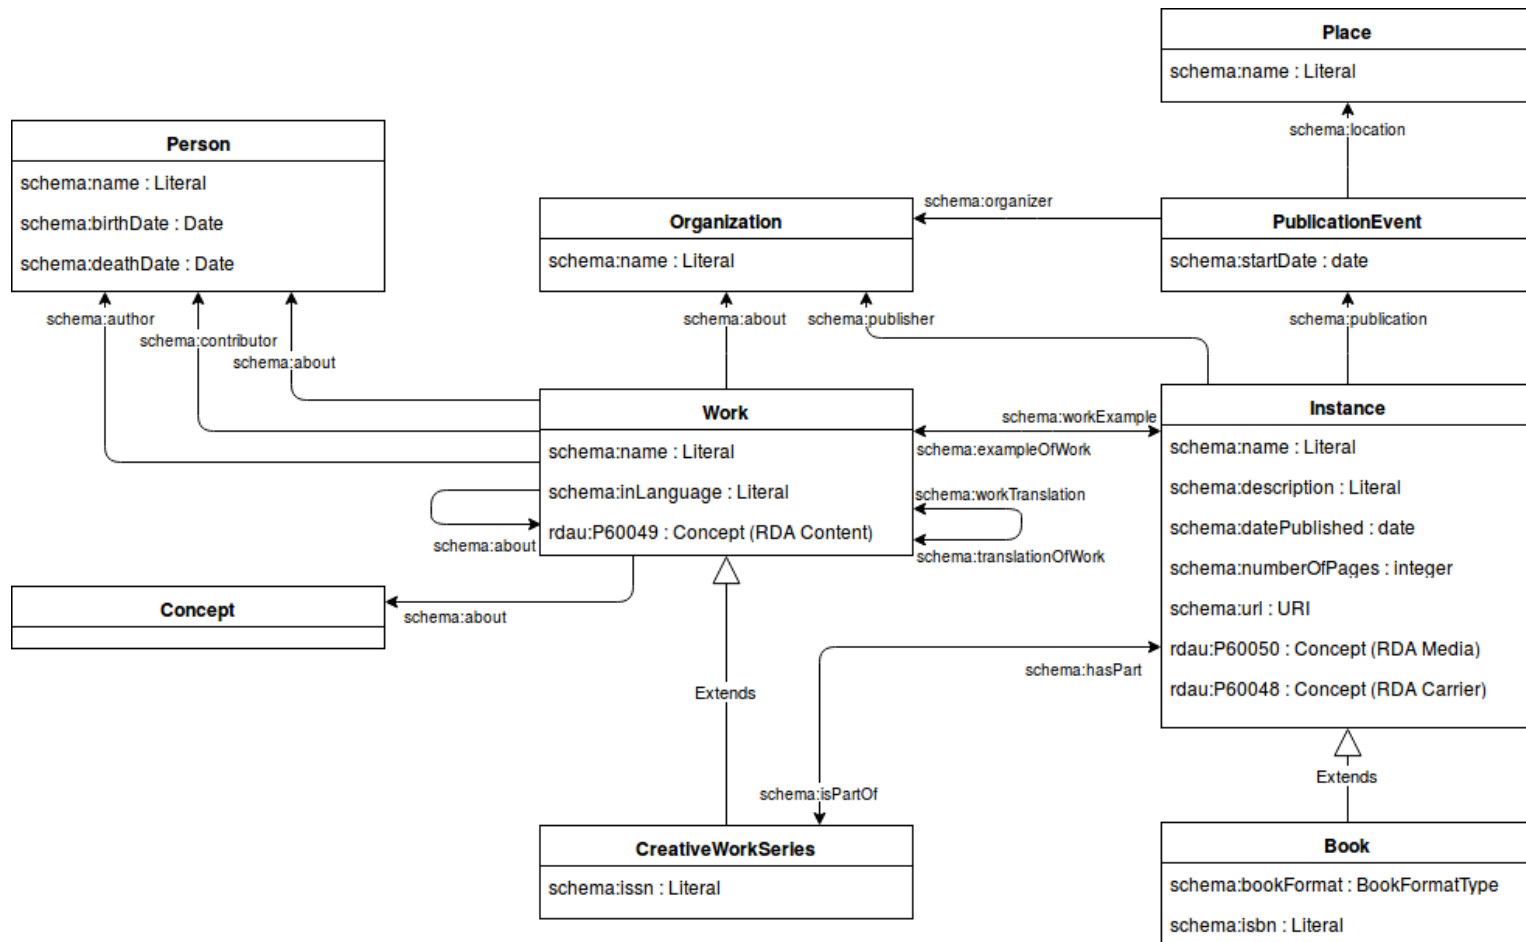 Place
schema:name : Literal
schema:location
Person
schema:name : Literal
schema:birthDate : Date
schema:deathDate : Date
schema:organizer
Organization
schema:name : Literal
PublicationEvent
schema:startDate : date
schema:author
schema:contributor
schema:about
schema:about
schema:publisher
schema:publication
Work
schema:name : Literal
schema:inLanguage : Literal
rdau:P60049 : Concept (RDA Content)
schema:workExample
schema:exampleOfWork
schema:workTranslation
schema:translationOfWork
schema:about
Instance
schema:name : Literal
schema:description : Literal
schema:datePublished : date
schema:numberOfPages : integer
schema:url : URI
rdau:P60050 : Concept (RDA Media)
rdau:P60048 : Concept (RDA Carrier)
Concept
schema:about
schema:hasPart
Extends
schema:isPartOf
Extends
CreativeWorkSeries
schema:issn : Literal
Book
schema:bookFormat : BookFormatType
schema:isbn : Literal